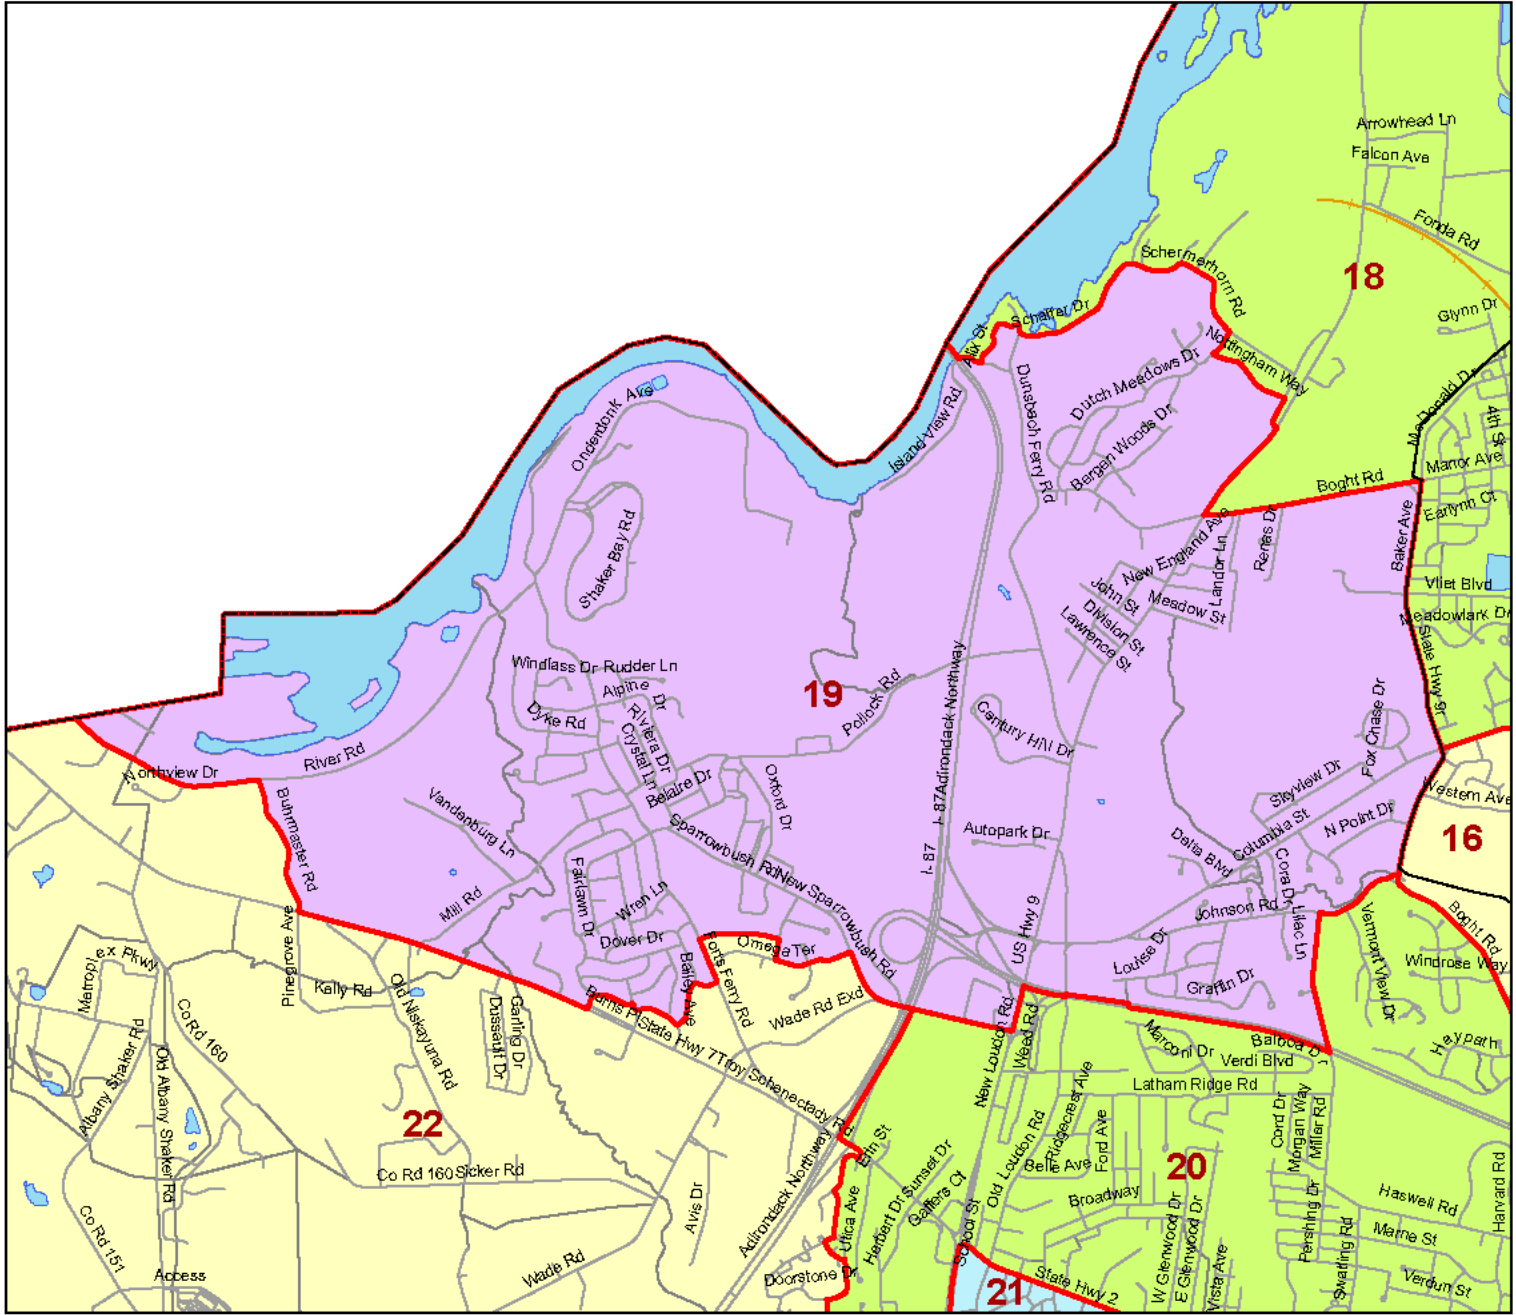 Arrowhead Ln
Falcon Ave
Fonda Rd
Schermerhorn Rd
18
Glynn Dr
Schaffer Dr
Alix St
Nottingham Way
Dutch Meadows Dr
Dunsbach Ferry Rd
McDonald Dr
Onderdonk Ave
Island View Rd
Bergen Woods Dr
4th St
Manor Ave
Boght Rd
Earlynn Ct
Baker Ave
Shaker Bay Rd
New England Ave
Landor Ln
Renas Dr
Vliet Blvd
John St
Meadow St
Division St
Lawrence St
Meadowlark Dr
State Hwy 9r
Windlass Dr
Rudder Ln
Alpine Dr
19
Pollock Rd
Dyke Rd
Riviera Dr
Crystal Ln
Century Hill Dr
Fox Chase Dr
River Rd
Northview Dr
Belaire Dr
Oxford Dr
I- 87Adirondack Northway
Skyview Dr
Western Ave
Buhrmaster Rd
Vandenburg Ln
Sparrowbush Rd
Autopark Dr
Columbia St
N Point Dr
16
I- 87
Delta Blvd
Cora Dr
Fairlawn Dr
Wren Ln
New Sparrowbush Rd
Mill Rd
US Hwy 9
Johnson Rd
Lilac Ln
Boght Rd
Pinegrove Ave
Dover Dr
Forts Ferry Rd
Omega Ter
Louise Dr
Vermont View Dr
Windrose Way
Metroplex Pkwy
Kelly Rd
Old Niskayuna Rd
Bailey Ave
Wade Rd Exd
Graffin Dr
Co Rd 160
Dussault Dr
Garling Dr
Burns Pl
State Hwy 7
Troy Schenectady Rd
New Loudon Rd
Weed Rd
Marconi Dr
Balboa Dr
Verdi Blvd
Haypath
Albany Shaker Rd
Old Albany Shaker Rd
Latham Ridge Rd
22
Ridgecrest Ave
Ford Ave
Cord Dr
Morgan Way
Miller Rd
Erin St
Old Loudon Rd
Belle Ave
20
Co Rd 160
Sicker Rd
Avis Dr
Adirondack Northway
Utica Ave
Herbert Dr
Sunset Dr
Gaffers Ct
Broadway
Haswell Rd
Harvard Rd
Co Rd 151
School St
W Glenwood Dr
E Glenwood Dr
Pershing Dr
Marne St
Access
Wade Rd
Doorstone Dr
21
State Hwy 2
Vista Ave
Swatling Rd
Verdun St